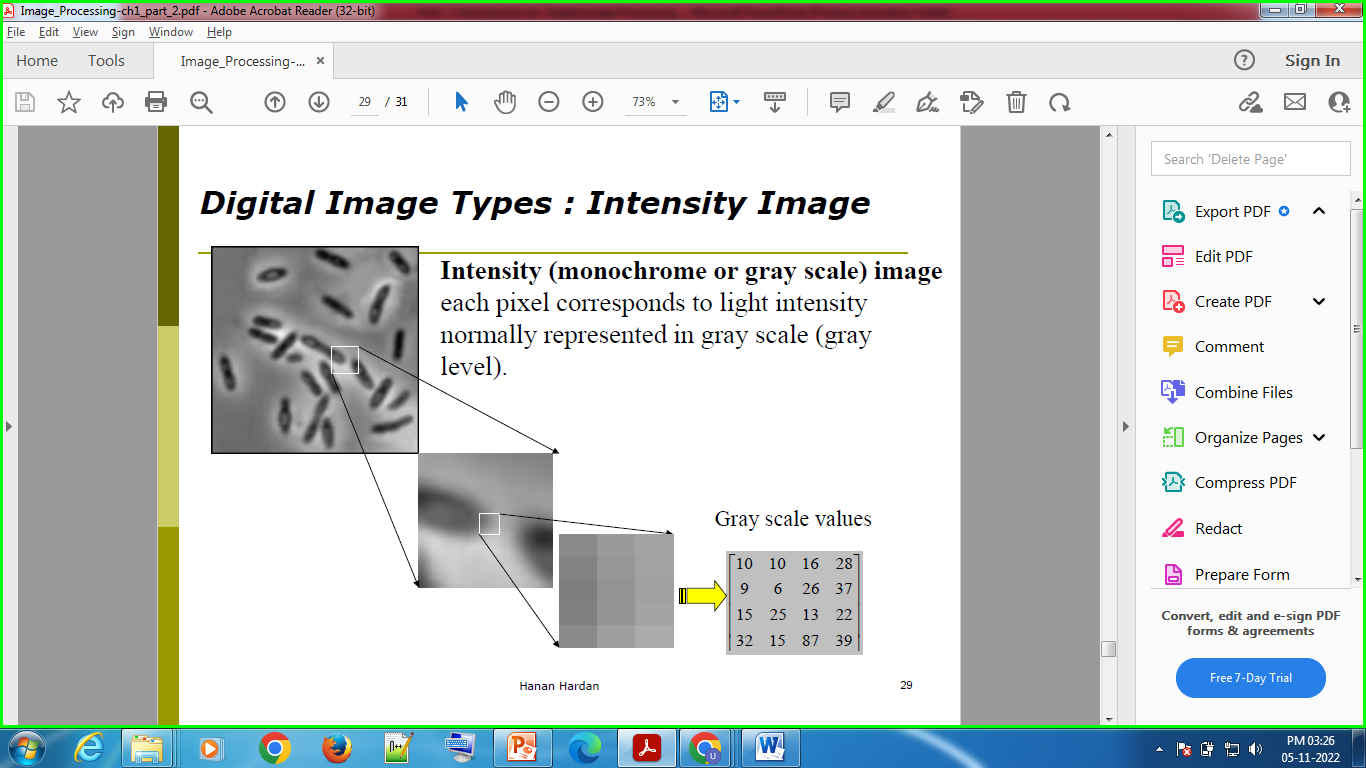 Image_Processing-ch1_part_2.pdf - Adobe Acrobat Reader (32-bit)
File Edit View Sign Window Help
Home Tools Image_Processing-... × Sign In
29 / 31 73%
Search 'Delete Page'
Digital Image Types : Intensity Image
Intensity (monochrome or gray scale) image
each pixel corresponds to light intensity
normally represented in gray scale (gray
level).
Gray scale values
10 10 16 28
9 6 26 37
15 25 13 22
32 15 87 39
Hanan Hardan 29
Export PDF
Edit PDF
Create PDF
Comment
Combine Files
Organize Pages
Compress PDF
Redact
Prepare Form
Convert, edit and e-sign PDF
forms & agreements
Free 7-Day Trial
PM 03:26
05-11-2022